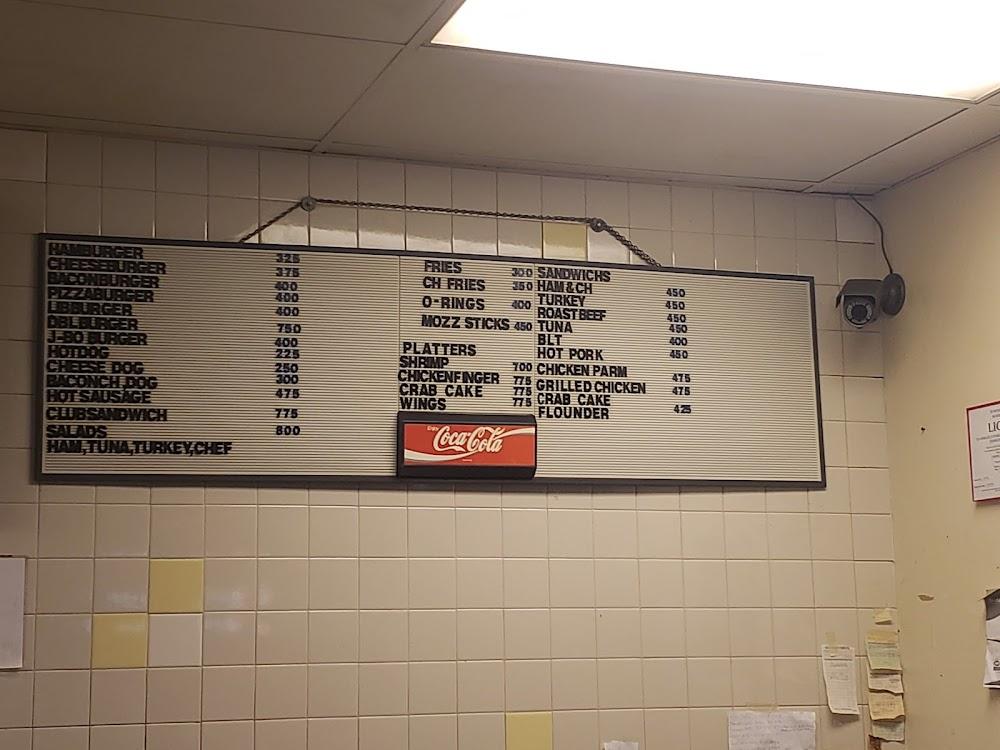 HAMBURGER 325
CHEESEBURGER 375
BACONBURGER 400
PIZZABURGER 400
LBBURGER 400
DBLBURGER 750
J-BO BURGER 400
HOTDOG 225
CHEESE DOG 250
BACONCH.DOG 300
HOTSAUSAGE 475
CLUBSANDWICH 775
SALADS 800
HAM,TUNA,TURKEY,CHEF
FRIES 300
CH FRIES 350
O-RINGS 400
MOZZ STICKS 450
PLATTERS
SHRIMP 700
CHICKENFINGER 775
CRAB CAKE 775
WINGS 775
Enjoy
Coca-Cola
SANDWICHS
HAM&CH 450
TURKEY 450
ROASTBEEF 450
TUNA 450
BLT 400
HOT PORK 450
CHICKEN PARM
GRILLED CHICKEN 475
CRAB CAKE 475
FLOUNDER 425